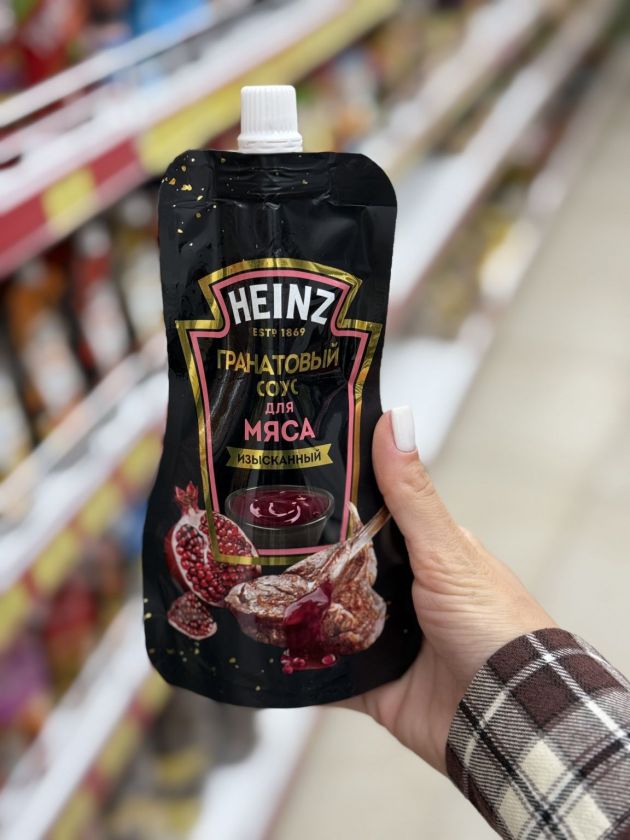 HEINZ
ESTD 1869
ГРАНАТОВЫЙ
СОУС
ДЛЯ
МЯСА
ИЗЫСКАННЫЙ